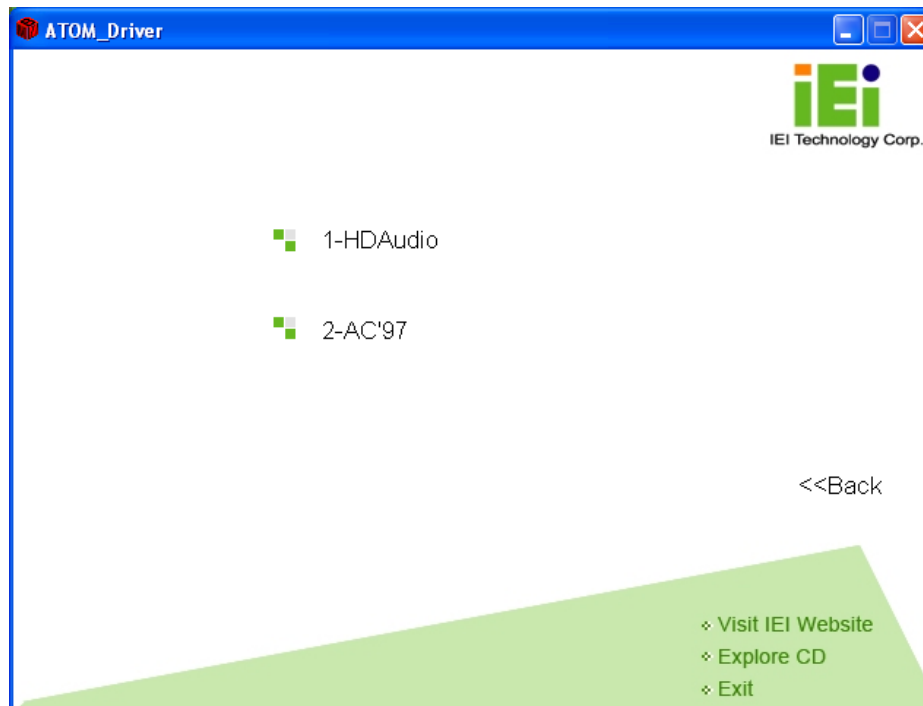 ATOM_Driver
iEi
IEI Technology Corp.
1-HDAudio
2-AC'97
<<Back
Visit IEI Website
Explore CD
Exit